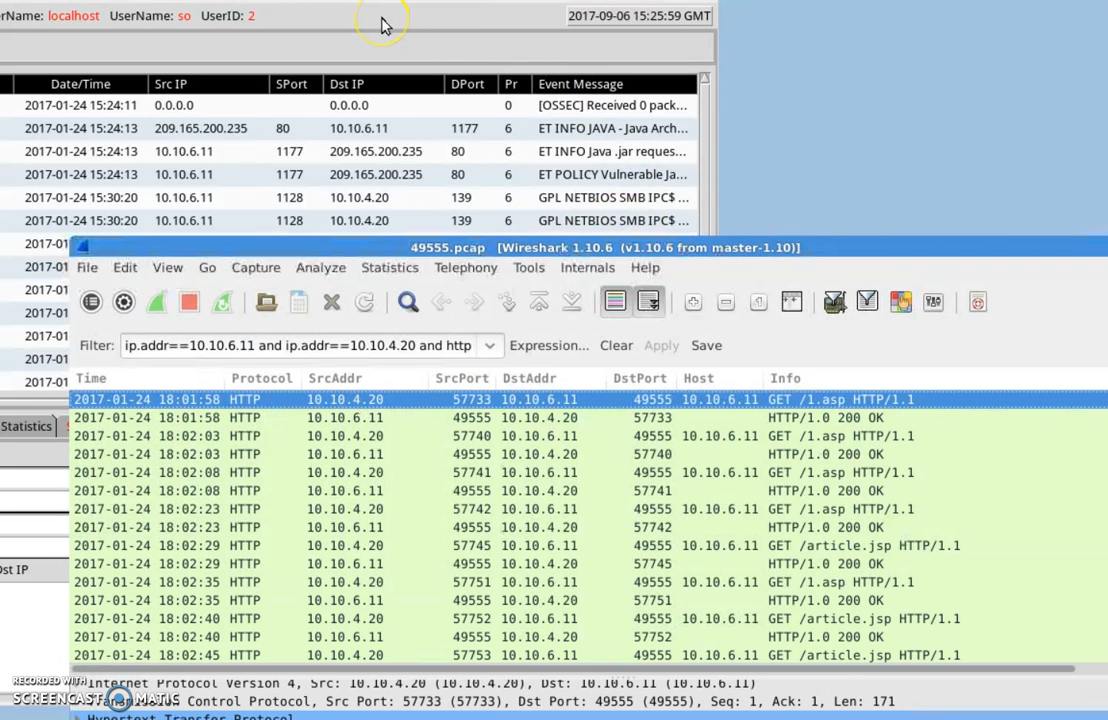 rName: localhost UserName: so UserID: 2 2017-09-06 15:25:59 GMT
Date/Time Src IP SPort Dst IP DPort Pr Event Message
2017-01-24 15:24:11 0.0.0.0 0.0.0.0 0 [OSSEC] Received 0 pack...
2017-01-24 15:24:13 209.165.200.235 80 10.10.6.11 1177 6 ET INFO JAVA - Java Arch...
2017-01-24 15:24:13 10.10.6.11 1177 209.165.200.235 80 6 ET INFO Java .jar reques...
2017-01-24 15:24:13 10.10.6.11 1177 209.165.200.235 80 6 ET POLICY Vulnerable Ja...
2017-01-24 15:30:20 10.10.6.11 1128 10.10.4.20 139 6 GPL NETBIOS SMB IPC$ ...
2017-01-24 15:30:20 10.10.6.11 1128 10.10.4.20 139 6 GPL NETBIOS SMB IPC$ ...
2017-01
2017-01
2017-01
2017-01
2017-01
2017-01
2017-01
Statistics
Dst IP
49555.pcap [Wireshark 1.10.6 (v1.10.6 from master-1.10)]
File Edit View Go Capture Analyze Statistics Telephony Tools Internals Help
Filter: ip.addr==10.10.6.11 and ip.addr==10.10.4.20 and http Expression... Clear Apply Save
Time Protocol SrcAddr SrcPort DstAddr DstPort Host Info
2017-01-24 18:01:58 HTTP 10.10.4.20 57733 10.10.6.11 49555 10.10.6.11 GET /1.asp HTTP/1.1
2017-01-24 18:01:58 HTTP 10.10.6.11 49555 10.10.4.20 57733 HTTP/1.0 200 OK
2017-01-24 18:02:03 HTTP 10.10.4.20 57740 10.10.6.11 49555 10.10.6.11 GET /1.asp HTTP/1.1
2017-01-24 18:02:03 HTTP 10.10.6.11 49555 10.10.4.20 57740 HTTP/1.0 200 OK
2017-01-24 18:02:08 HTTP 10.10.4.20 57741 10.10.6.11 49555 10.10.6.11 GET /1.asp HTTP/1.1
2017-01-24 18:02:08 HTTP 10.10.6.11 49555 10.10.4.20 57741 HTTP/1.0 200 OK
2017-01-24 18:02:23 HTTP 10.10.4.20 57742 10.10.6.11 49555 10.10.6.11 GET /1.asp HTTP/1.1
2017-01-24 18:02:23 HTTP 10.10.6.11 49555 10.10.4.20 57742 HTTP/1.0 200 OK
2017-01-24 18:02:29 HTTP 10.10.4.20 57745 10.10.6.11 49555 10.10.6.11 GET /article.jsp HTTP/1.1
2017-01-24 18:02:29 HTTP 10.10.6.11 49555 10.10.4.20 57745 HTTP/1.0 200 OK
2017-01-24 18:02:35 HTTP 10.10.4.20 57751 10.10.6.11 49555 10.10.6.11 GET /1.asp HTTP/1.1
2017-01-24 18:02:35 HTTP 10.10.6.11 49555 10.10.4.20 57751 HTTP/1.0 200 OK
2017-01-24 18:02:40 HTTP 10.10.4.20 57752 10.10.6.11 49555 10.10.6.11 GET /article.jsp HTTP/1.1
2017-01-24 18:02:40 HTTP 10.10.6.11 49555 10.10.4.20 57752 HTTP/1.0 200 OK
2017-01-24 18:02:45 HTTP 10.10.4.20 57753 10.10.6.11 49555 10.10.6.11 GET /article.jsp HTTP/1.1
Internet Protocol Version 4, Src: 10.10.4.20 (10.10.4.20), Dst: 10.10.6.11 (10.10.6.11)
Control Protocol, Src Port: 57733 (57733), Dst Port: 49555 (49555), Seq: 1, Ack: 1, Len: 171
Hypertext Transfer Protocol
RECORDED WITH
SCREENCAST MATIC